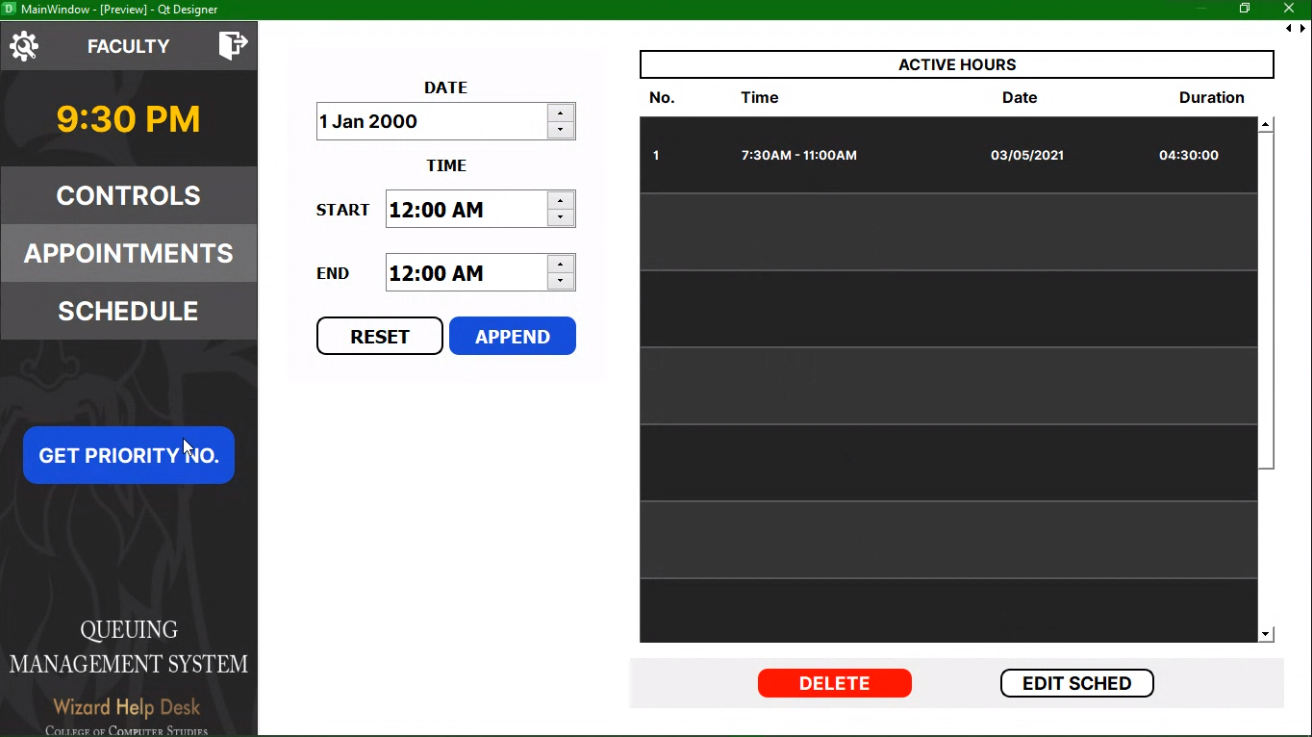 MainWindow - [Preview] - Qt Designer
FACULTY
9:30 PM
CONTROLS
APPOINTMENTS
SCHEDULE
GET PRIORITY NO.
QUEUING
MANAGEMENT SYSTEM
Wizard Help Desk
COLLEGE OF COMPUTER STUDIES
DATE
1 Jan 2000
TIME
START 12:00 AM
END 12:00 AM
RESET APPEND
ACTIVE HOURS
No. Time Date Duration
1 7:30AM - 11:00AM 03/05/2021 04:30:00
DELETE EDIT SCHED